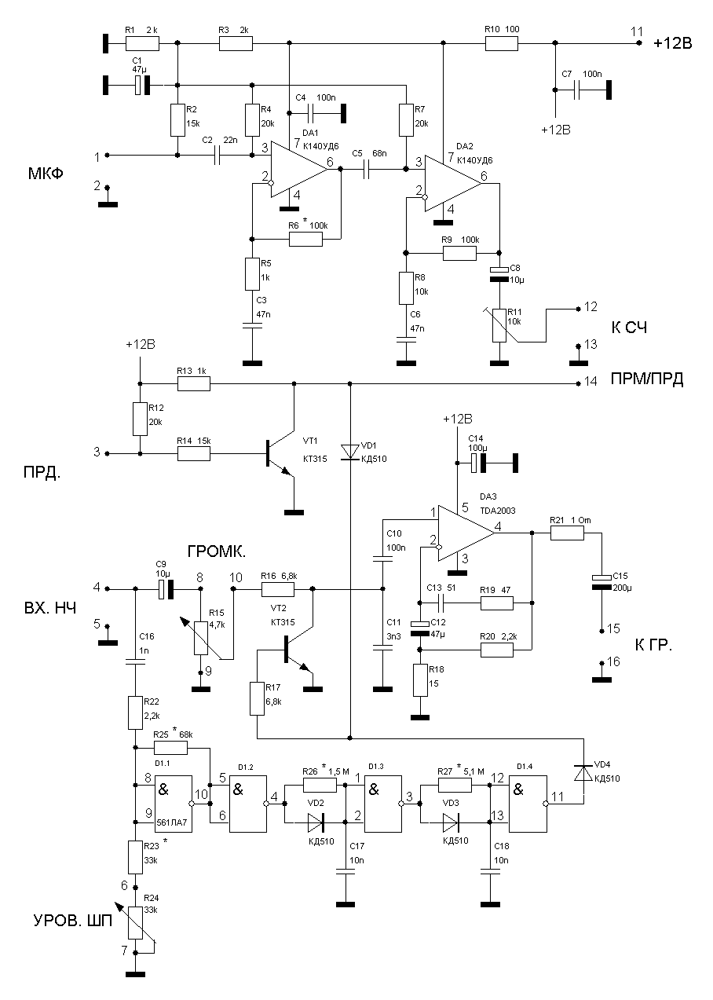 R1 2 k
R3 2k
R10 100
11
+12В
C1
47µ
C7 100n
R2
15k
R4
20k
C4
100n
R7
20k
+12В
DA1
К140УД6
DA2
К140УД6
1
C2 22n
3
7
6
C5 68n
3
7
6
МКФ
2
2
4
2
4
R6 * 100k
R9 100k
R5
1k
C8
10µ
R8
10k
C3
47n
C6
47n
R11
10k
12
К СЧ
13
+12В
R13 1k
14
ПРМ/ПРД
R12
20k
+12В
3
R14 15k
VT1
КТ315
VD1
КД510
C14
100µ
ПРД.
DA3
TDA2003
1
5
4
R21 1 Om
2
3
C10
100n
ГРОМК.
C9
10µ
8
10
R16 6,8k
4
ВХ. НЧ
5
C15
200µ
C13 51
R19 47
VT2
КТ315
R15
4,7k
C11
3n3
C12
47µ
R20 2,2k
15
К ГР.
16
C16
1n
9
R18
15
R17
6,8k
R22
2,2k
R25 * 68k
D1.1
D1.2
R26 * 1,5 M
D1.3
R27 * 5,1 M
D1.4
VD4
КД510
8
&
10
9
561ЛА7
5
&
4
6
VD2
КД510
1
&
3
2
VD3
КД510
12
&
11
13
R23 *
33k
C17
10n
C18
10n
6
R24
33k
УРОВ. ШП
7